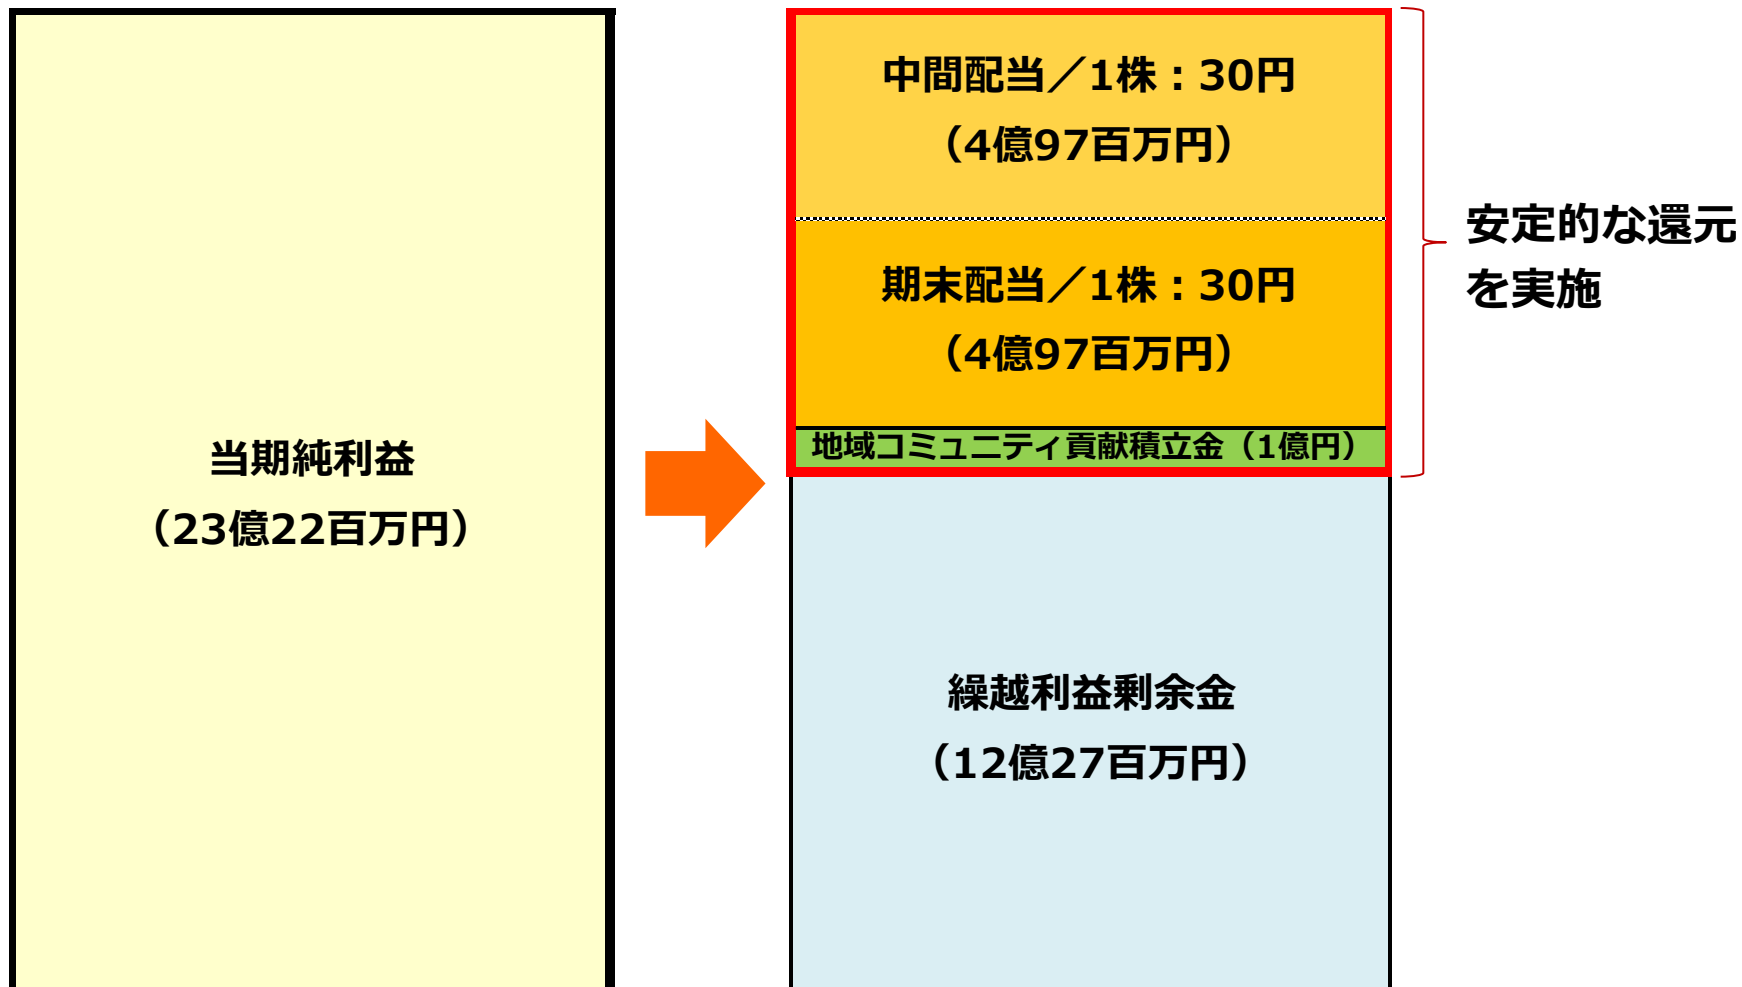 当期純利益
（23億22百万円）
中間配当／1株：30円
（4億97百万円）
期末配当／1株：30円
（4億97百万円）
地域コミュニティ貢献積立金（1億円）
繰越利益剰余金
（12億27百万円）
安定的な還元
を実施